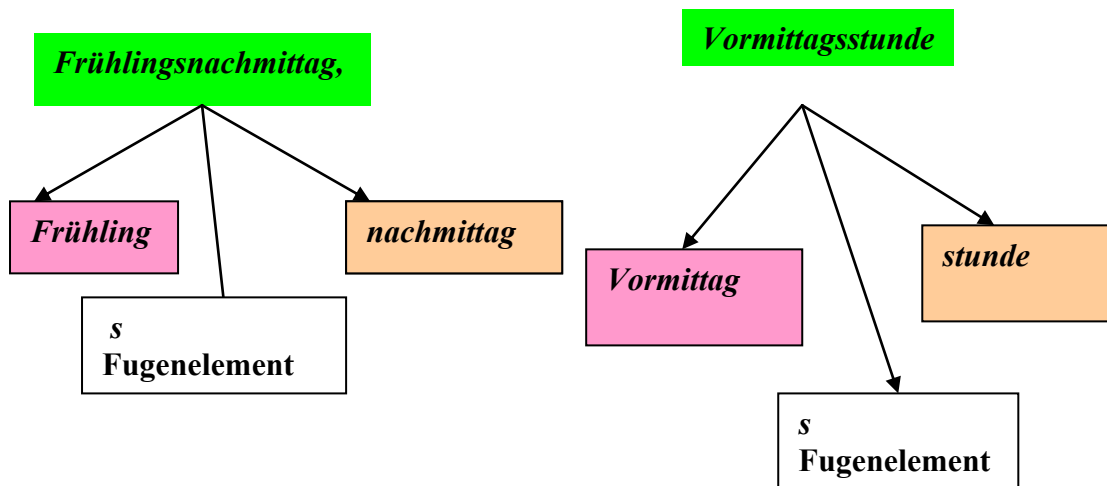 Frühlingsnachmittag,
Frühling
nachmittag
s
Fugenelement
Vormittagsstunde
Vormittag
stunde
s
Fugenelement